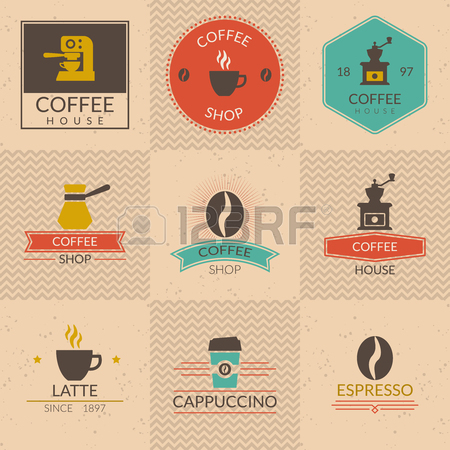 COFFEE
HOUSE
COFFEE
SHOP
18 97
COFFEE
HOUSE
COFFEE
SHOP
COFFEE
SHOP
COFFEE
HOUSE
123RF
LATTE
SINCE 1897
CAPPUCCINO
ESPRESSO